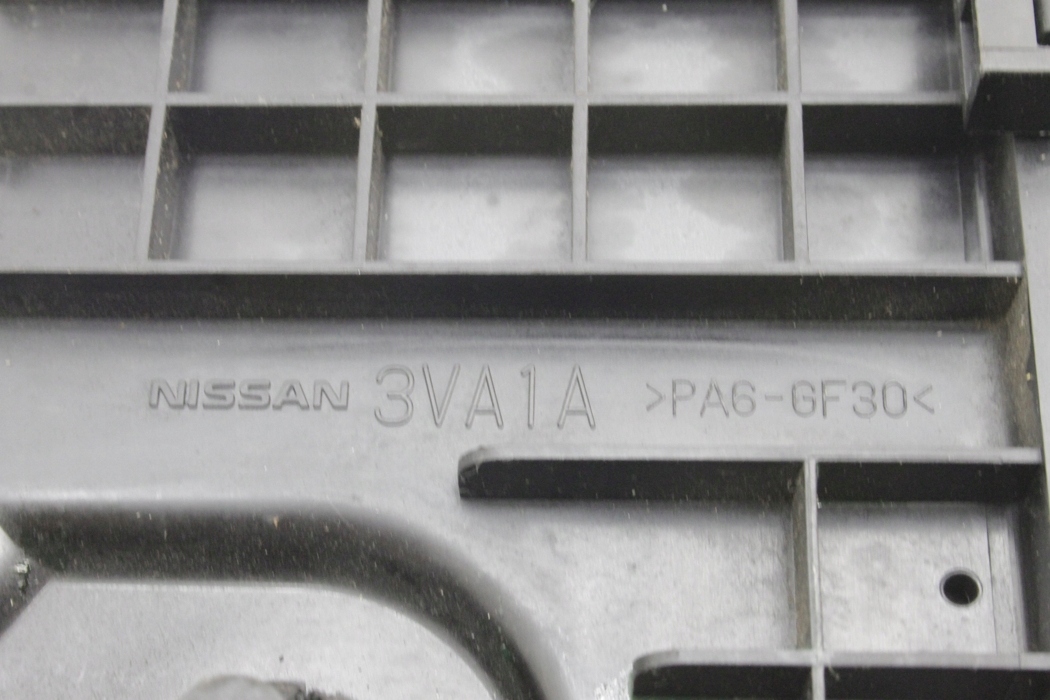 NISSAN 3VA1A >PA6-GF30<